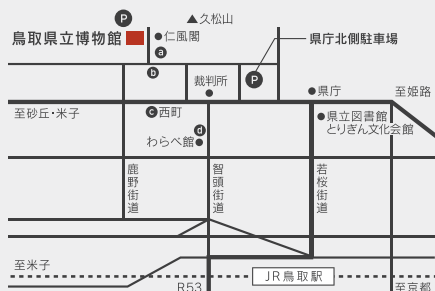 P
▲久松山
鳥取県立博物館
仁風閣
a
県庁北側駐車場
b
裁判所
P
県庁
至姫路
至砂丘・米子
c 西町
県立図書館
とりぎん文化会館
d
わらべ館
鹿野街道
智頭街道
若桜街道
至米子
JR鳥取駅
R53
至京都